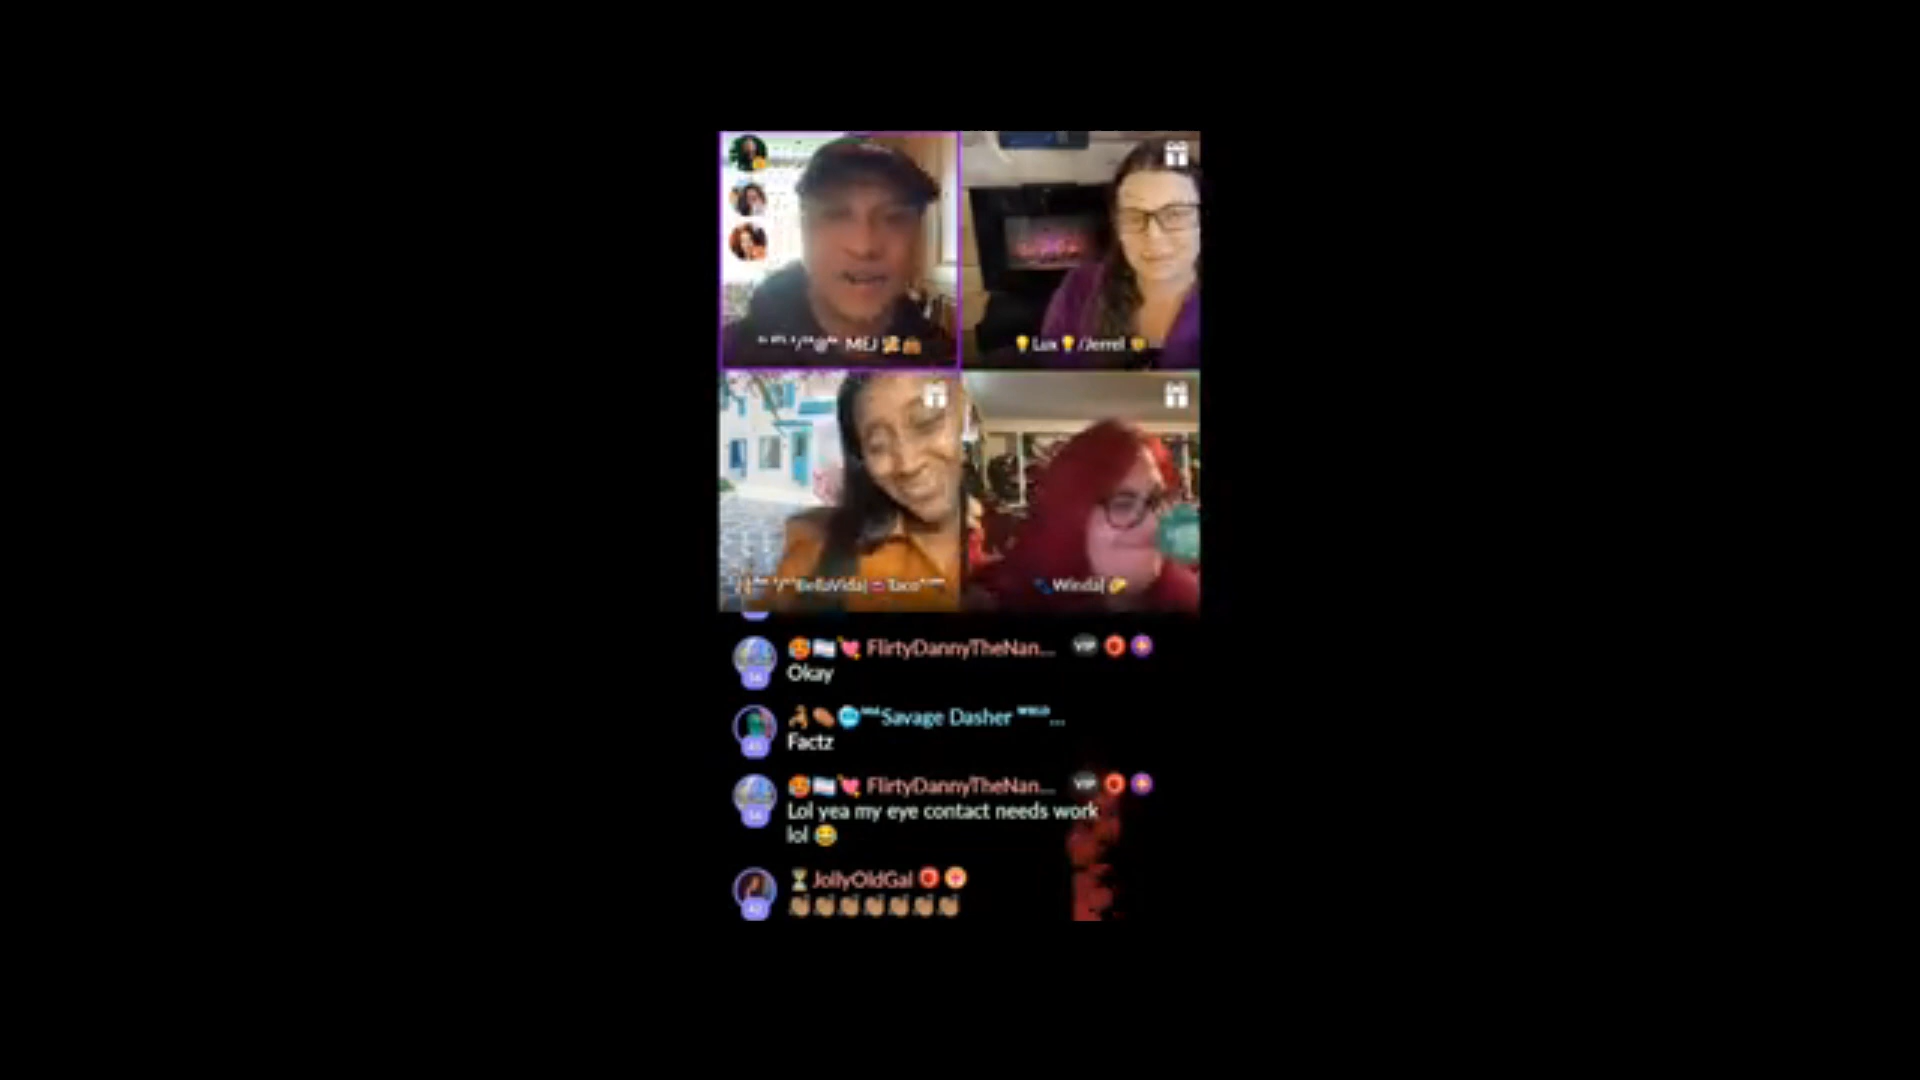 MEJ
Lux /Jerrel
BellaVida| Taco
Winda|
FlirtyDannyTheNan... VIP
Okay
Savage Dasher ...
Factz
FlirtyDannyTheNan... VIP
Lol yea my eye contact needs work
lol
JollyOldGal